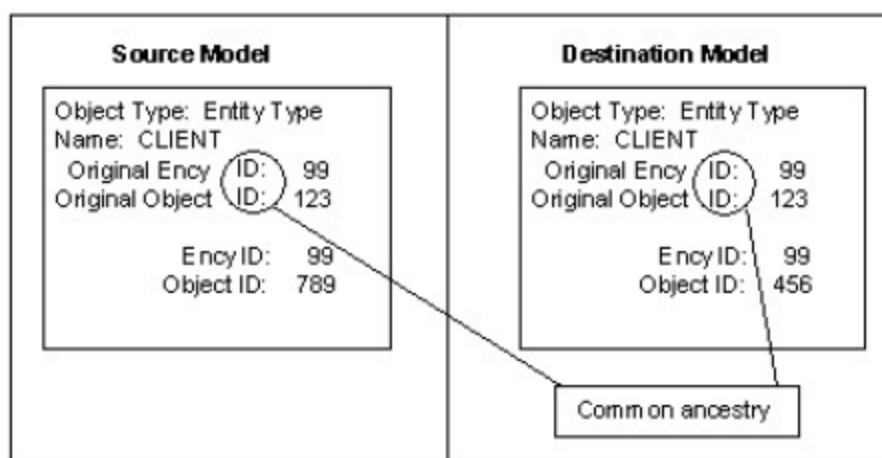 Source Model
Object Type: Entity Type
Name: CLIENT
Original Ency ID: 99
Original Object ID: 123
Ency ID: 99
Object ID: 789
Destination Model
Object Type: Entity Type
Name: CLIENT
Original Ency ID: 99
Original Object ID: 123
Ency ID: 99
Object ID: 456
Common ancestry